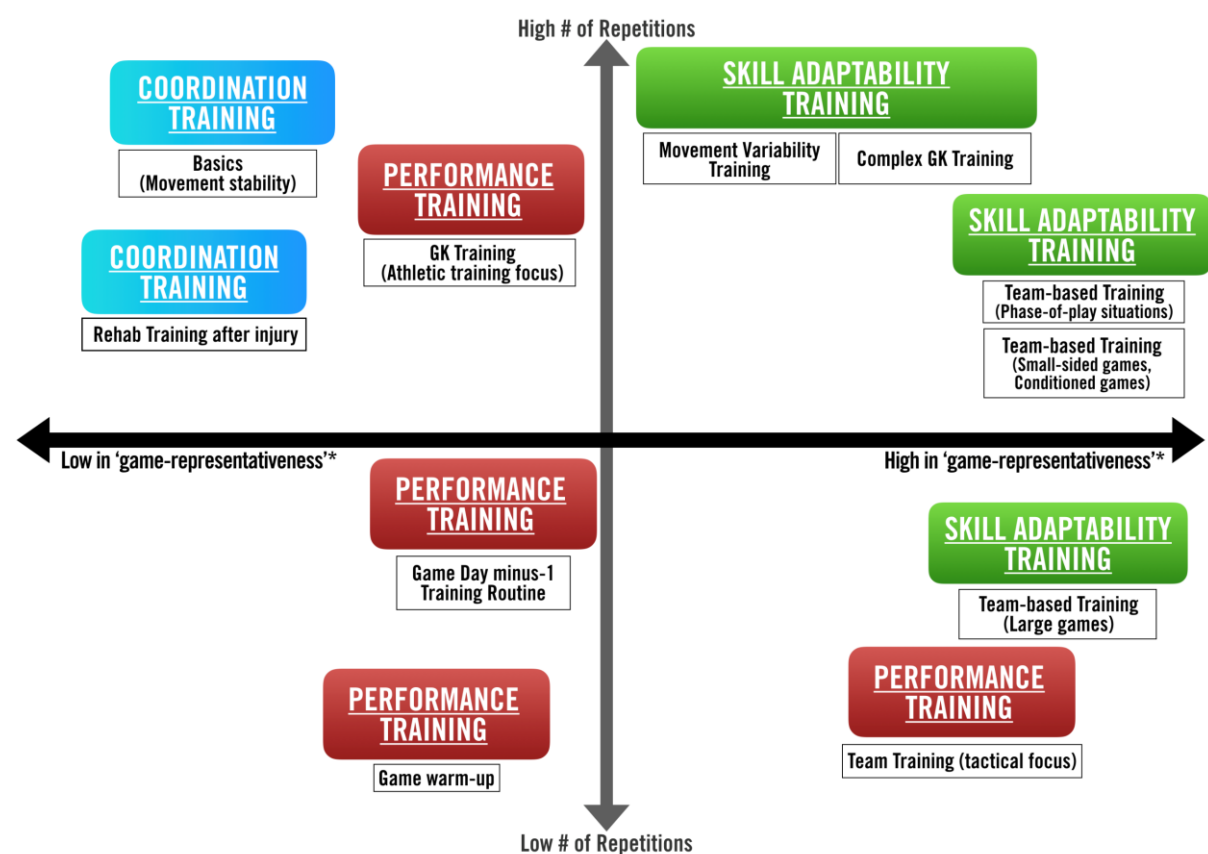 High # of Repetitions
COORDINATION
TRAINING
Basics
(Movement stability)
PERFORMANCE
TRAINING
GK Training
(Athletic training focus)
COORDINATION
TRAINING
Rehab Training after injury
SKILL ADAPTABILITY
TRAINING
Movement Variability
Training
Complex GK Training
SKILL ADAPTABILITY
TRAINING
Team-based Training
(Phase-of-play situations)
Team-based Training
(Small-sided games,
Conditioned games)
Low in ‘game-representativeness’*
High in ‘game-representativeness’*
PERFORMANCE
TRAINING
Game Day minus-1
Training Routine
PERFORMANCE
TRAINING
Game warm-up
SKILL ADAPTABILITY
TRAINING
Team-based Training
(Large games)
PERFORMANCE
TRAINING
Team Training (tactical focus)
Low # of Repetitions